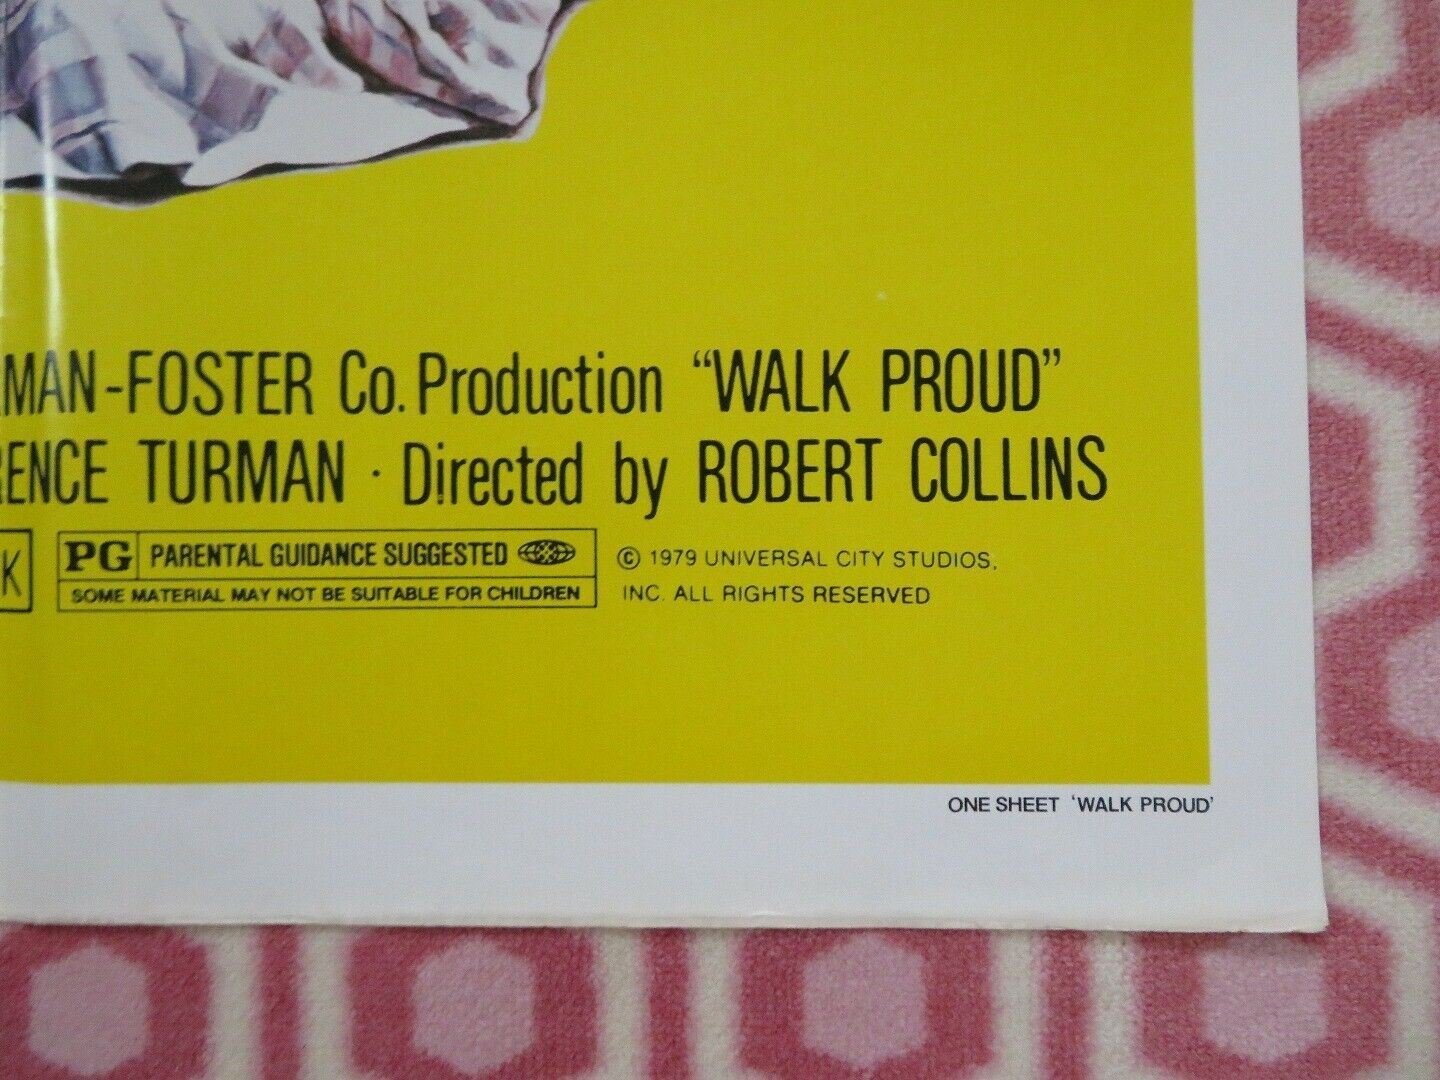 MAN-FOSTER Co. Production “WALK PROUD”
RENCE TURMAN · Directed by ROBERT COLLINS
K
PG PARENTAL GUIDANCE SUGGESTED
SOME MATERIAL MAY NOT BE SUITABLE FOR CHILDREN
© 1979 UNIVERSAL CITY STUDIOS,
INC. ALL RIGHTS RESERVED
ONE SHEET ‘WALK PROUD’